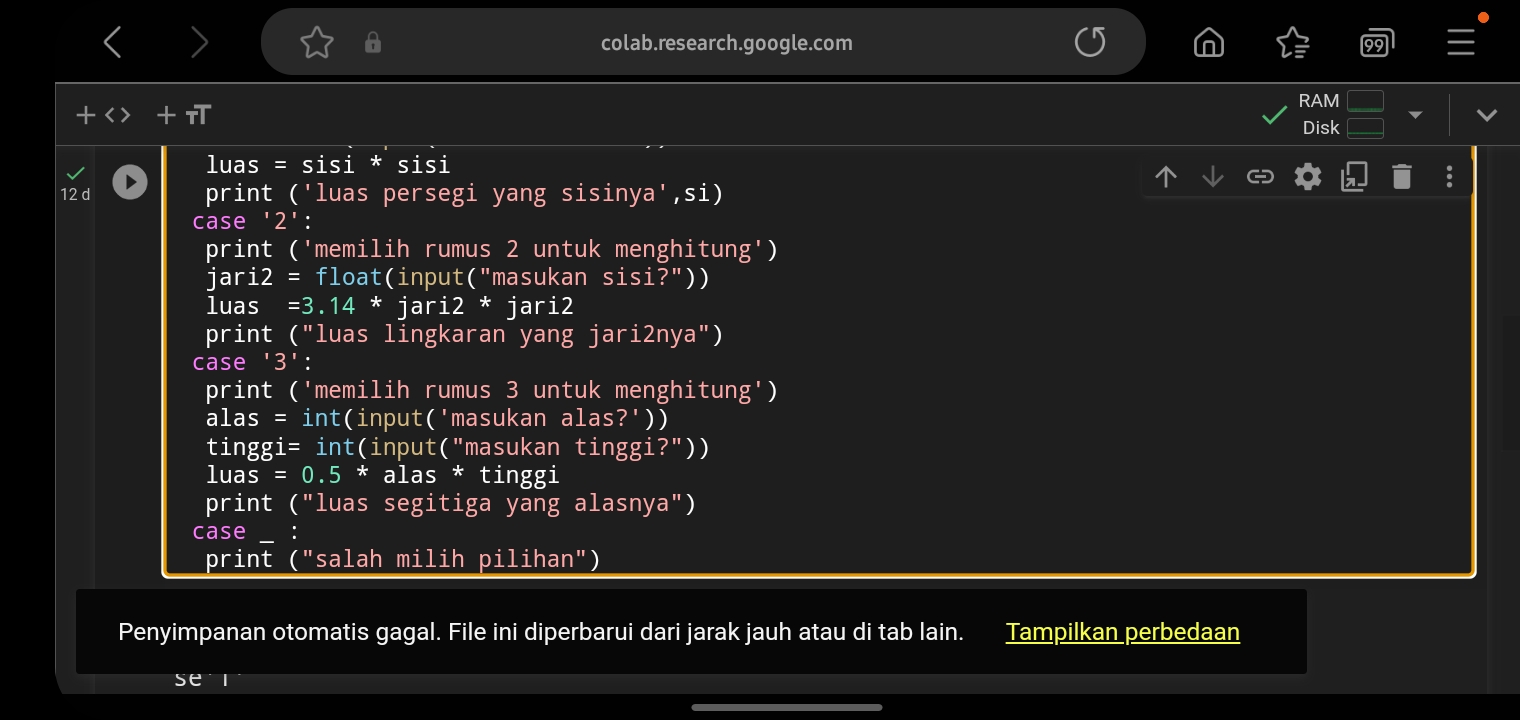 colab.research.google.com
99
RAM
Disk
12 d
luas = sisi * sisi
print ('luas persegi yang sisinya',si)
case '2':
print ('memilih rumus 2 untuk menghitung')
jari2 = float(input("masukan sisi?"))
luas  =3.14 * jari2 * jari2
print ("luas lingkaran yang jari2nya")
case '3':
print ('memilih rumus 3 untuk menghitung')
alas = int(input('masukan alas?'))
tinggi= int(input("masukan tinggi?"))
luas = 0.5 * alas * tinggi
print ("luas segitiga yang alasnya")
case _ :
print ("salah milih pilihan")
Penyimpanan otomatis gagal. File ini diperbarui dari jarak jauh atau di tab lain. Tampilkan perbedaan